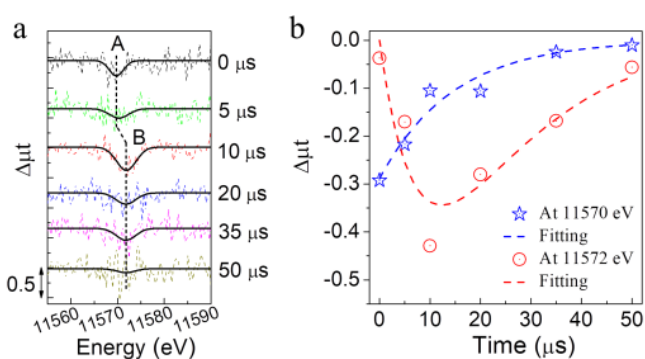 a
A
B
0 μs
5 μs
10 μs
20 μs
35 μs
50 μs
0.5
Δμt
11560
11570
11580
11590
Energy (eV)
b
0.0
-0.1
-0.2
-0.3
-0.4
-0.5
Δμt
At 11570 eV
Fitting
At 11572 eV
Fitting
0 10 20 30 40 50
Time (μs)